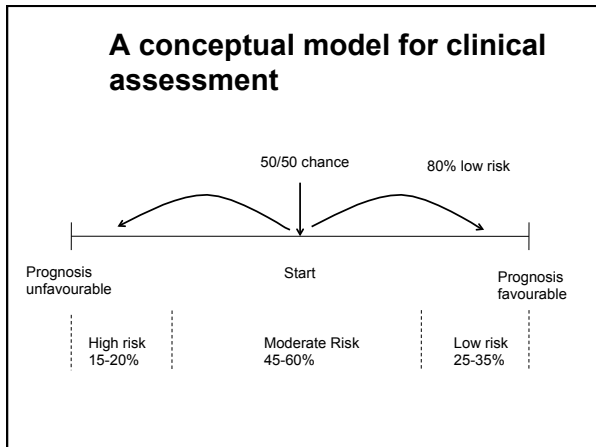 A conceptual model for clinical
assessment
50/50 chance
80% low risk
Prognosis
unfavourable
Start
Prognosis
favourable
High risk
15-20%
Moderate Risk
45-60%
Low risk
25-35%